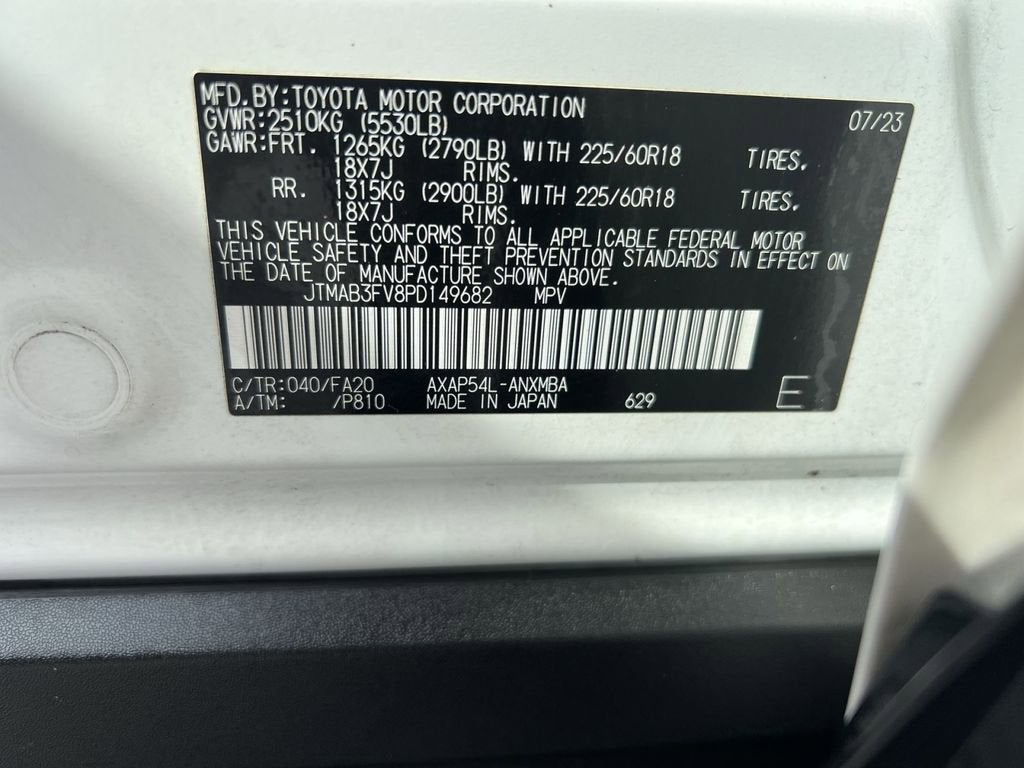 MFD.BY:TOYOTA MOTOR CORPORATION 07/23
GVWR:2510KG (5530LB)
GAWR:FRT. 1265KG (2790LB) WITH 225/60R18 TIRES.
18X7J RIMS.
RR. 1315KG (2900LB) WITH 225/60R18 TIRES.
18X7J RIMS.
THIS VEHICLE CONFORMS TO ALL APPLICABLE FEDERAL MOTOR
VEHICLE SAFETY AND THEFT PREVENTION STANDARDS IN EFFECT ON
THE DATE OF MANUFACTURE SHOWN ABOVE.
JTMAB3FV8PD149682 MPV
C/TR:040/FA20 AXAP54L-ANXMBA
A/TM: /P810 MADE IN JAPAN 629 E